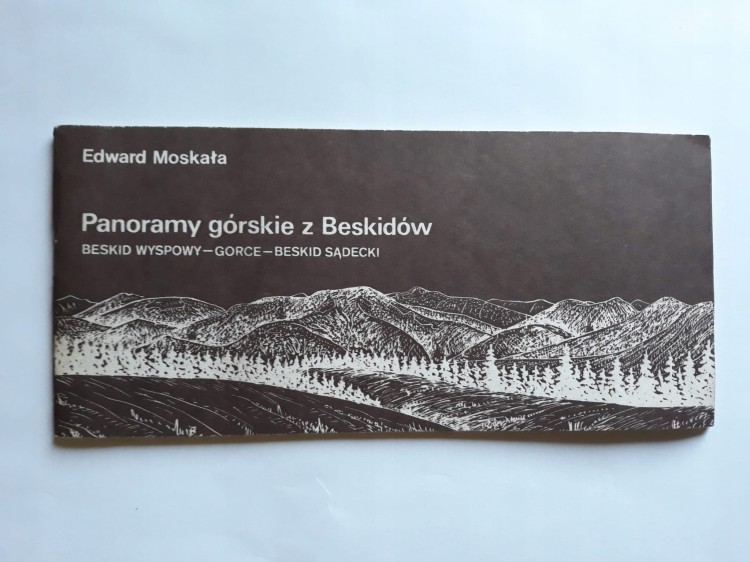 Edward Moskała
Panoramy górskie z Beskidów
BESKID WYSPOWY – GORCE – BESKID SĄDECKI